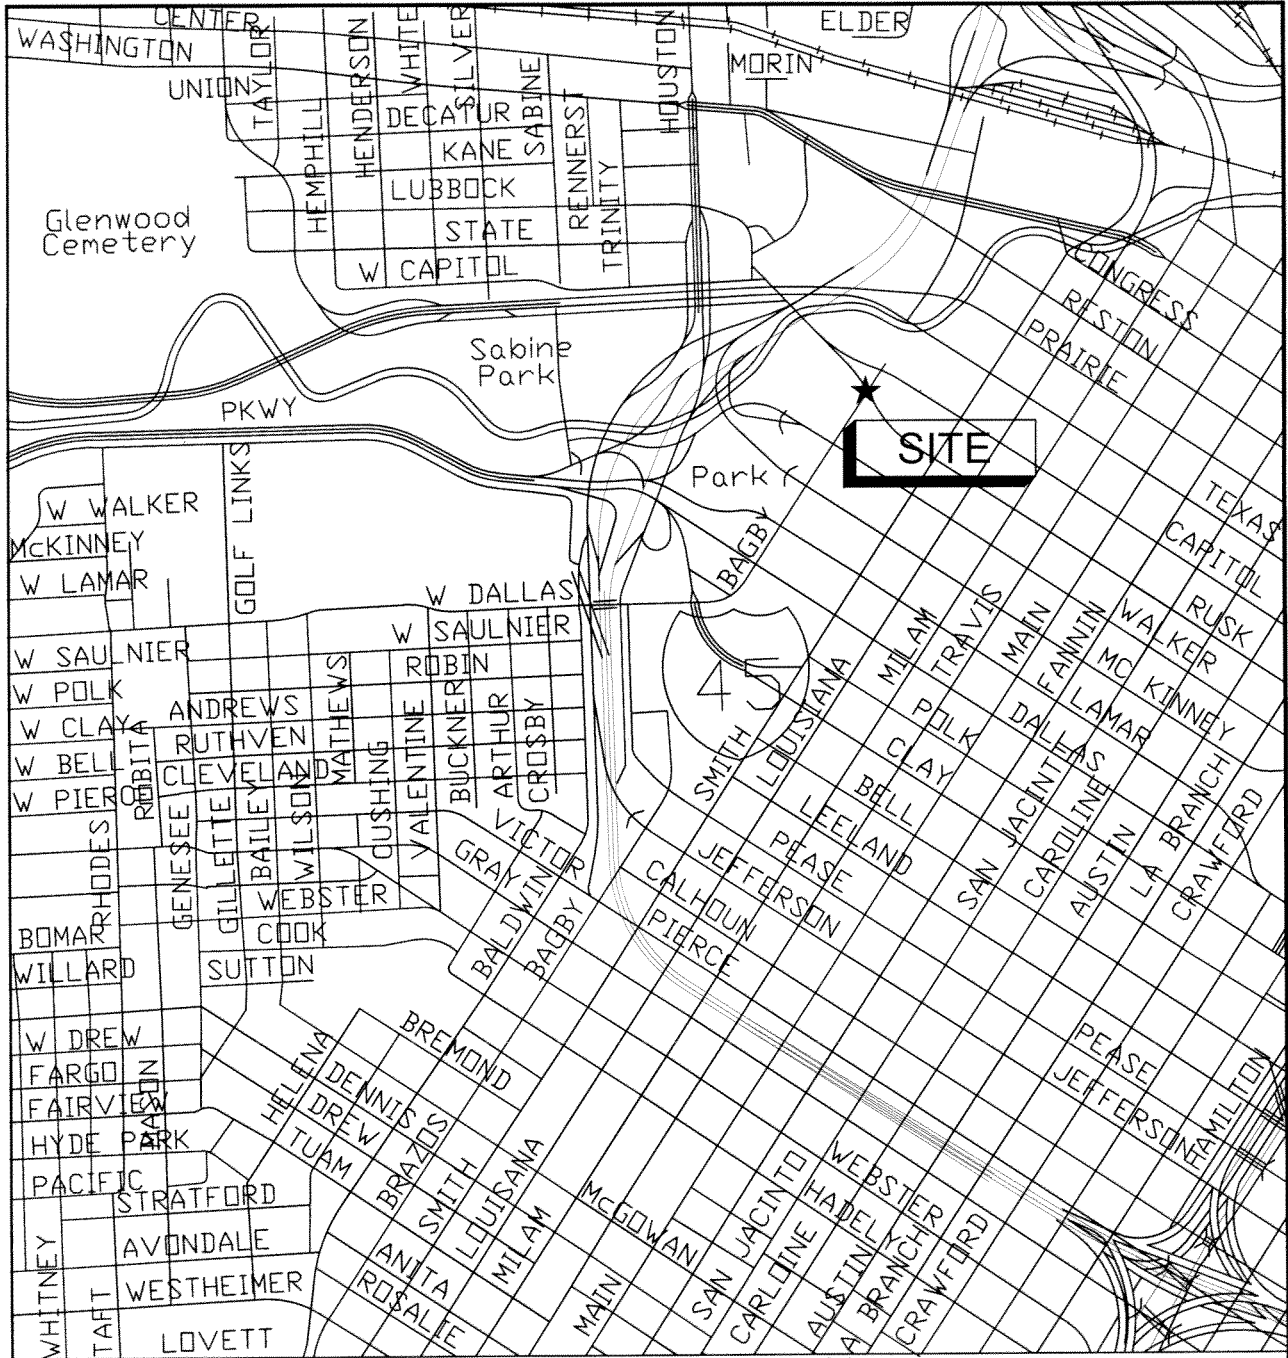 CENTER
WASHINGTON
UNION
TAYLOR
HEMPHILL
HENDERSON
WHITE
SILVER
SABINE
RENNERST
TRINITY
HOUSTON
ELDER
MORIN
DECATUR
KANE
LUBBOCK
STATE
W CAPITOL
Glenwood
Cemetery
Sabine
Park
PKWY
CONGRESS
RESTON
PRAIRIE
SITE
Park
BAGBY
TEXAS
CAPITOL
RUSK
WALKER
MC KINNEY
LAMAR
DALLAS
W WALKER
McKINNEY
W LAMAR
GOLF LINKS
W DALLAS
W SAULNIER
ROBIN
W SAULNIER
W POLK
W CLAY
W BELL
W PIERCE
ROBITA
ANDREWS
RUTHVEN
CLEVELAND
MATHEWS
CUSHING
VALENTINE
BUCKNER
ARTHUR
CROSBY
45
SMITH
LOUISIANA
MILAM
TRAVIS
MAIN
FANNIN
POLK
CLAY
BELL
LEELAND
PEASE
JEFFERSON
CALHOUN
PIERCE
SAN JACINTO
CAROLINE
AUSTIN
LA BRANCH
CRAWFORD
RHODES
GENESEE
GILLETTE
BAILEY
WILSON
VICTOR
GRAY
WEBSTER
COOK
SUTTON
BALDWIN
BAGBY
BOMAR
WILLARD
W DREW
FARGO
FAIRVIEW
HYDE PARK
PACIFIC
STRATFORD
AVONDALE
WESTHEIMER
LOVETT
WHITNEY
TAFT
HELENA
BREMOND
DENNIS
DREW
TUAM
BRAZOS
SMITH
LOUISANA
MILAM
ANITA
ROSALIE
McGOWAN
MAIN
SAN JACINTO
CARLOINE
AUSTIN
A BRANCH
CRAWFORD
WEBSTER
HADELY
PEASE
JEFFERSON
HAMILTON